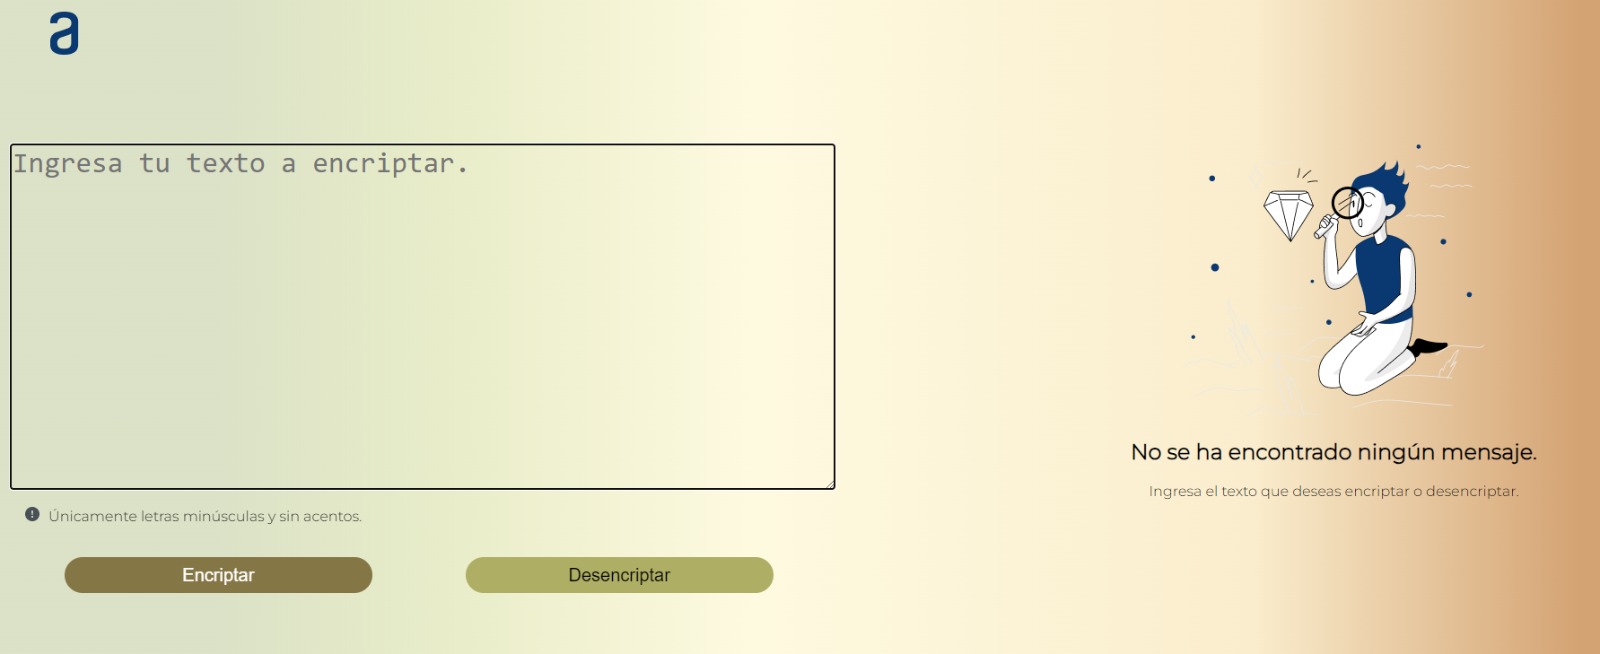 a
Ingresa tu texto a encriptar.
Únicamente letras minúsculas y sin acentos.
Encriptar
Desencriptar
No se ha encontrado ningún mensaje.
Ingresa el texto que deseas encriptar o desencriptar.